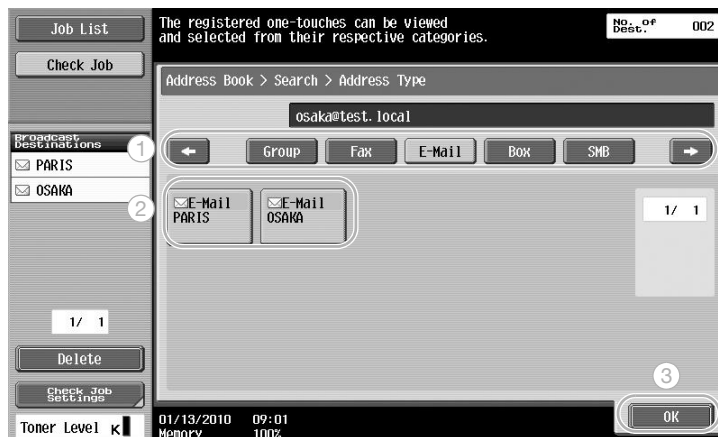 Job List
Check Job
Broadcast
Destinations
PARIS
OSAKA
1/ 1
Delete
Check Job
Settings
Toner Level K
The registered one-touches can be viewed
and selected from their respective categories.
No. of
Dest. 002
Address Book > Search > Address Type
osaka@test.local
1
← Group Fax E-Mail Box SMB →
2
E-Mail
PARIS
E-Mail
OSAKA
1/ 1
3
OK
01/13/2010 09:01
Memory 100%